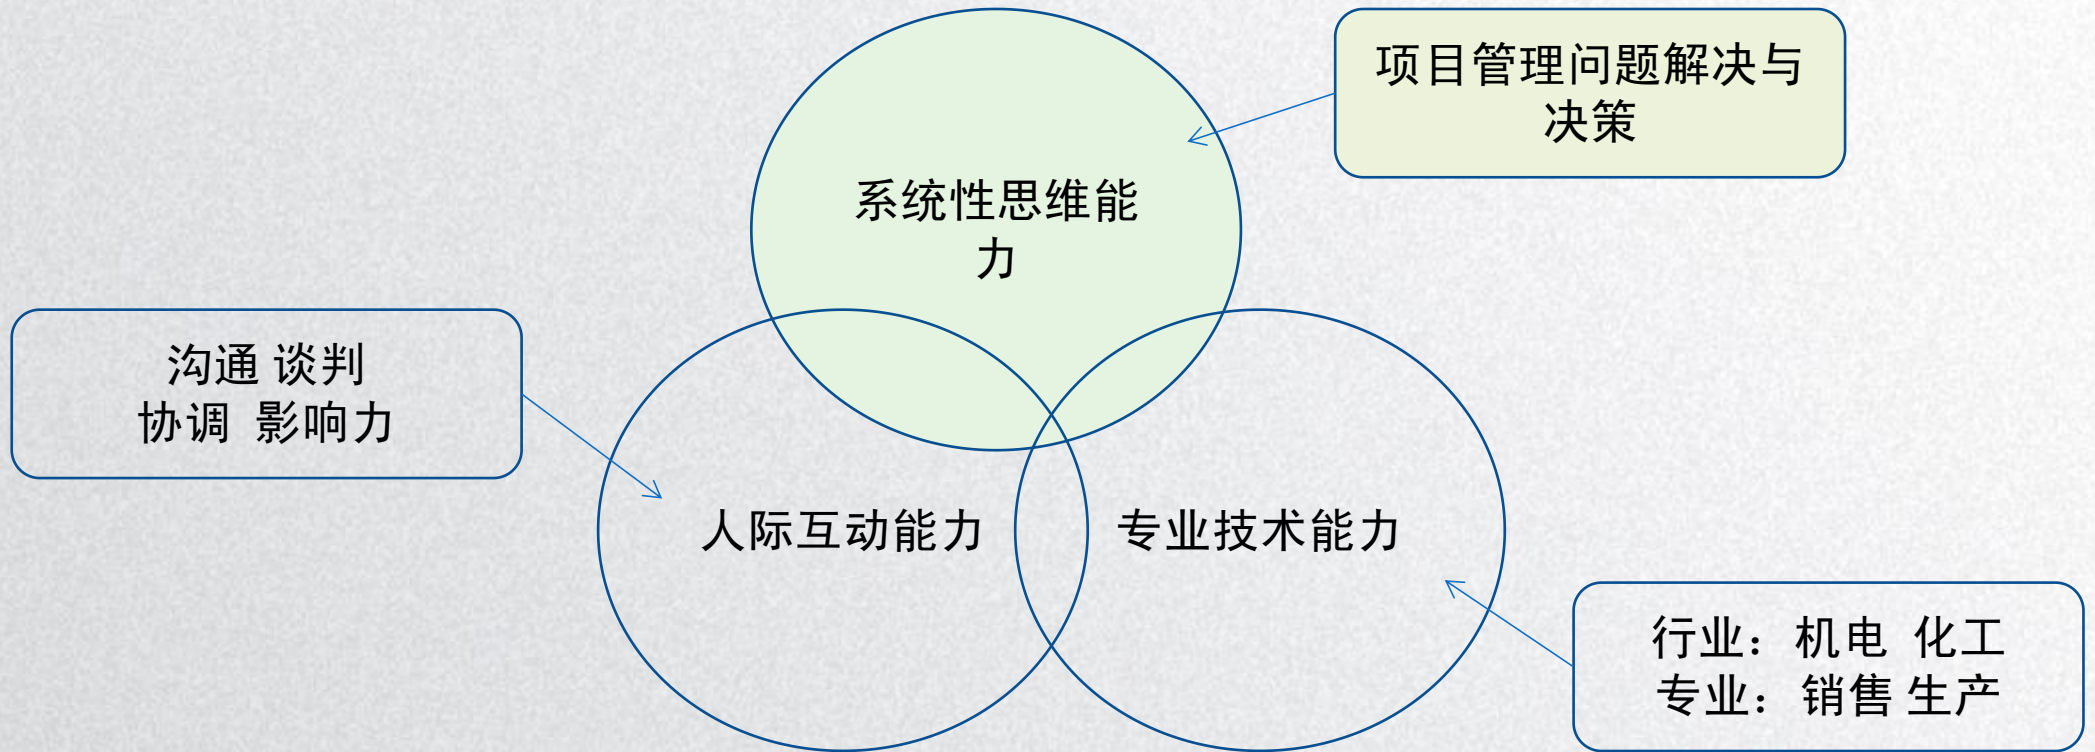 项目管理问题解决与
决策
系统性思维能
力
沟通 谈判
协调 影响力
人际互动能力
专业技术能力
行业：机电 化工
专业：销售 生产